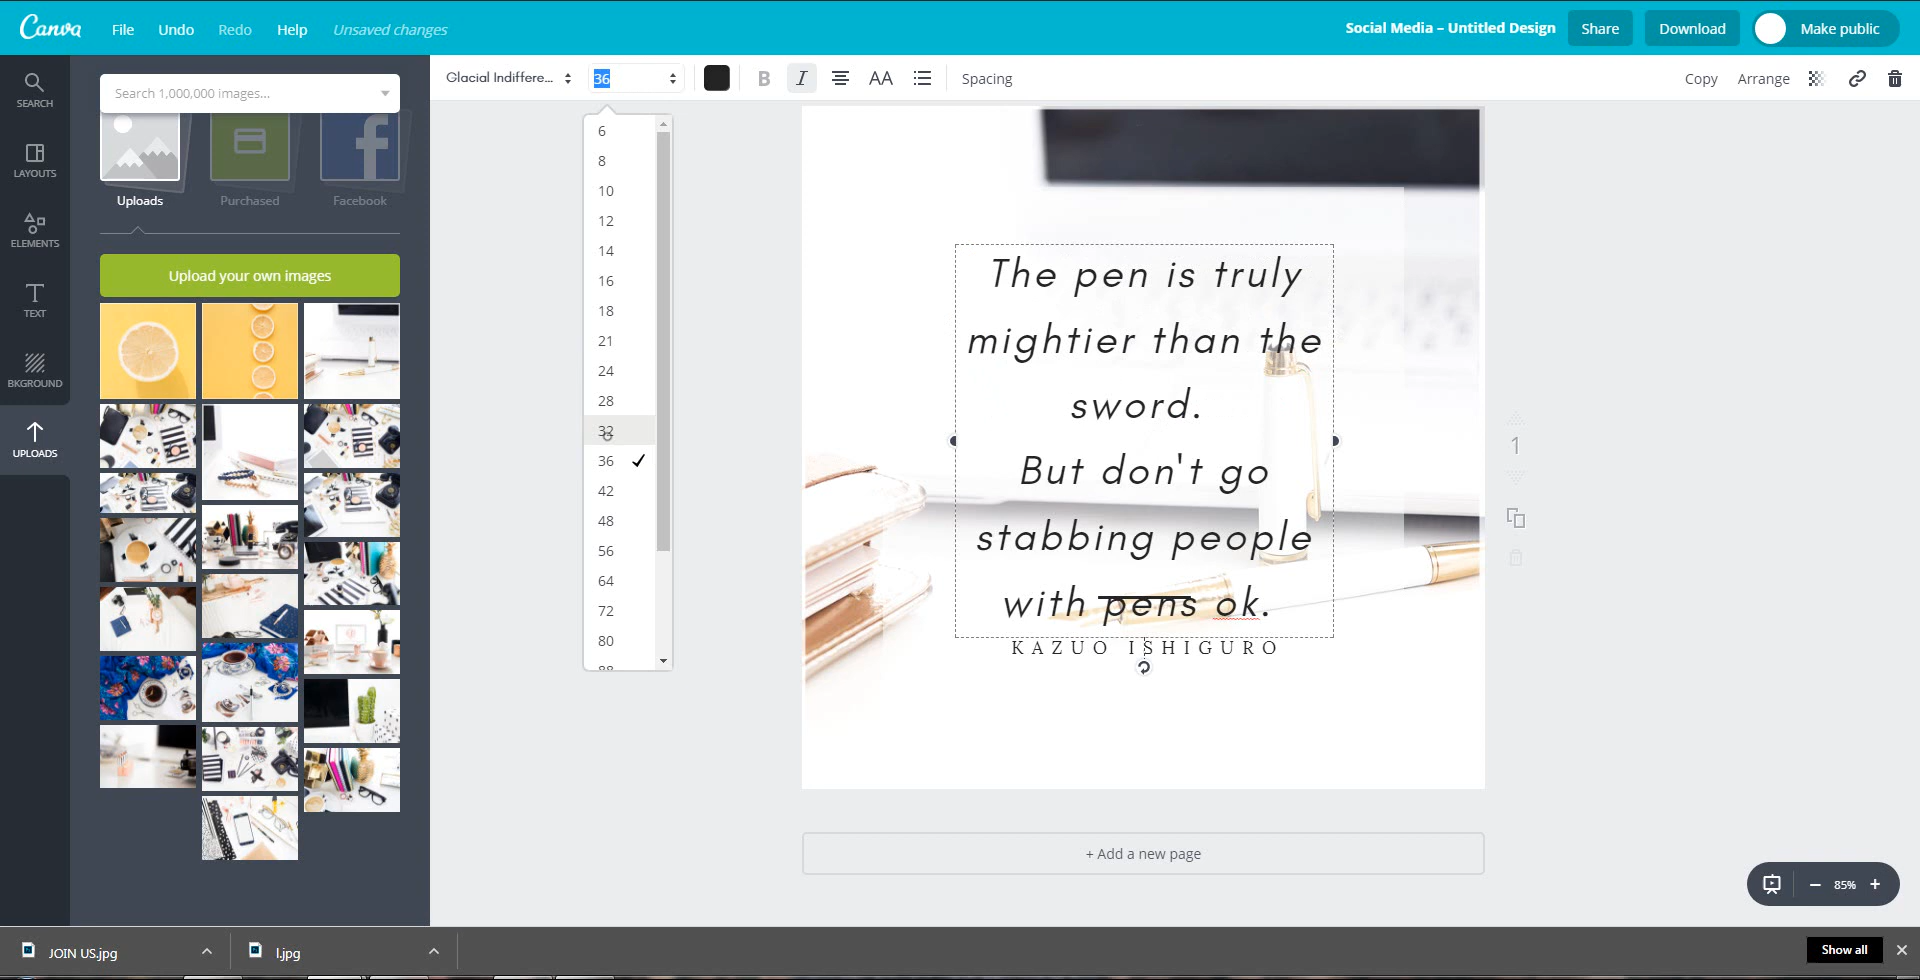 Canva
File
Undo
Redo
Help
Unsaved changes
Social Media – Untitled Design
Share
Download
Make public
SEARCH
LAYOUTS
ELEMENTS
TEXT
BKGROUND
UPLOADS
Search 1,000,000 images...
Uploads
Purchased
Facebook
Upload your own images
Glacial Indiffere...
36
B
I
AA
Spacing
Copy
Arrange
6
8
10
12
14
16
18
21
24
28
32
36
42
48
56
64
72
80
88
The pen is truly
mightier than the
sword.
But don't go
stabbing people
with pens ok.
KAZUO ISHIGURO
1
+ Add a new page
85%
JOIN US.jpg
I.jpg
Show all